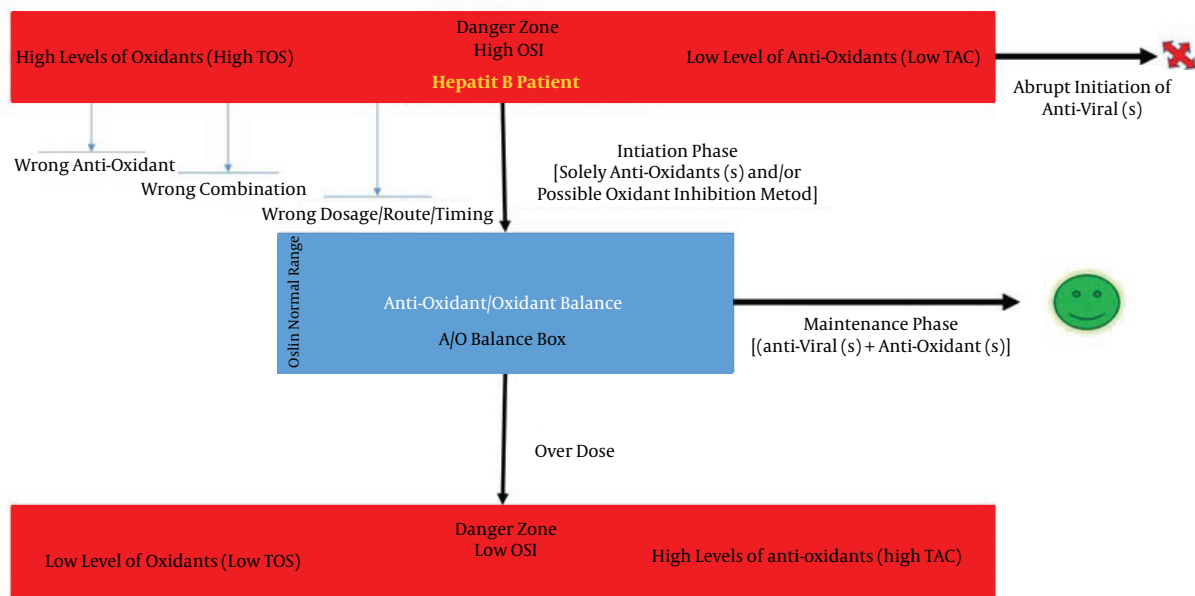 Danger Zone
High Levels of Oxidants (High TOS)
High OSI
Low Level of Anti-Oxidants (Low TAC)
Hepatit B Patient
Abrupt Initiation of
Anti-Viral (s)
Wrong Anti-Oxidant
Wrong Combination
Wrong Dosage/Route/Timing
Intiation Phase
[Solely Anti-Oxidants (s) and/or
Possible Oxidant Inhibition Metod]
Oslin Normal Range
Anti-Oxidant/Oxidant Balance
A/O Balance Box
Maintenance Phase
[(anti-Viral (s) + Anti-Oxidant (s)]
Over Dose
Danger Zone
Low OSI
Low Level of Oxidants (Low TOS)
High Levels of anti-oxidants (high TAC)